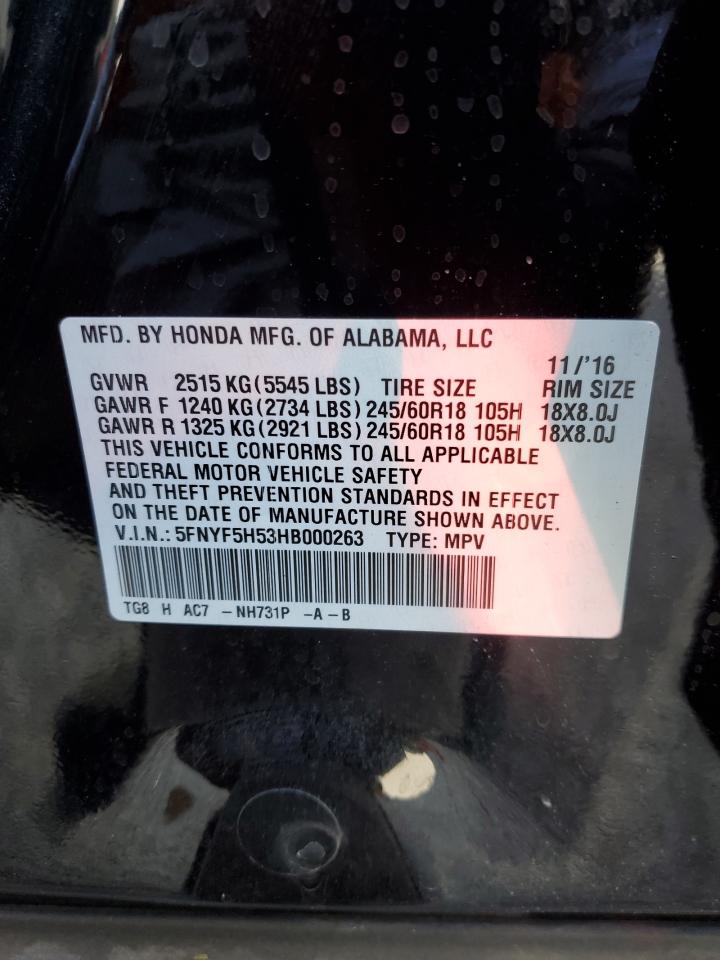 MFD. BY HONDA MFG. OF ALABAMA, LLC
11/'16
GVWR 2515 KG(5545 LBS) TIRE SIZE RIM SIZE
GAWR F 1240 KG(2734 LBS) 245/60R18 105H 18X8.0J
GAWR R 1325 KG(2921 LBS) 245/60R18 105H 18X8.0J
THIS VEHICLE CONFORMS TO ALL APPLICABLE
FEDERAL MOTOR VEHICLE SAFETY
AND THEFT PREVENTION STANDARDS IN EFFECT
ON THE DATE OF MANUFACTURE SHOWN ABOVE.
V.I.N.: 5FNYF5H53HB000263 TYPE: MPV
TG8 H AC7 -NH731P -A-B